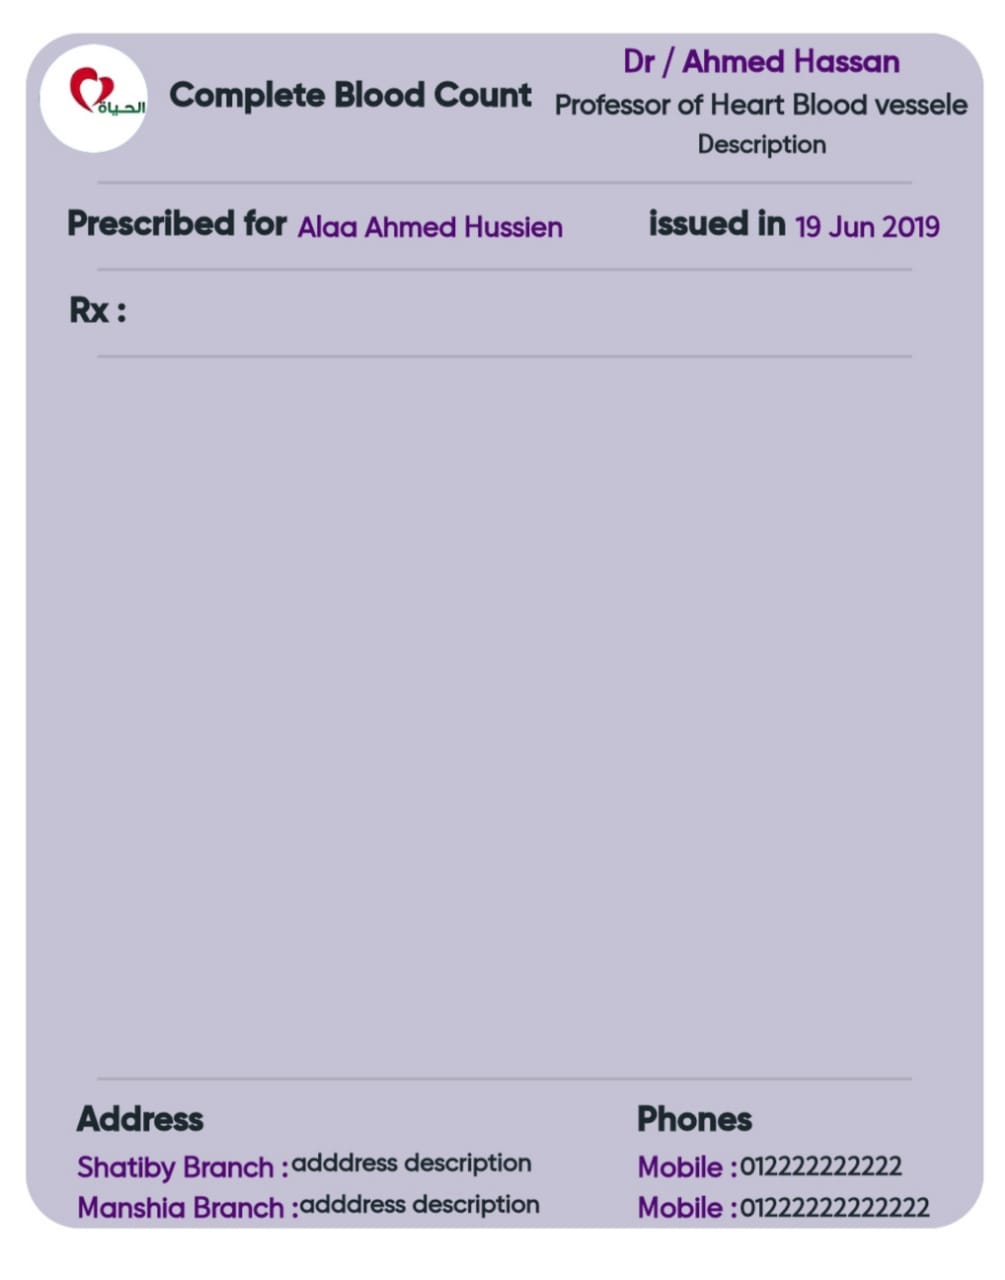 الحياة
Complete Blood Count
Dr / Ahmed Hassan
Professor of Heart Blood vessele
Description
Prescribed for Alaa Ahmed Hussien
issued in 19 Jun 2019
Rx :
Address
Shatiby Branch :adddress description
Manshia Branch :adddress description
Phones
Mobile :012222222222
Mobile :01222222222222